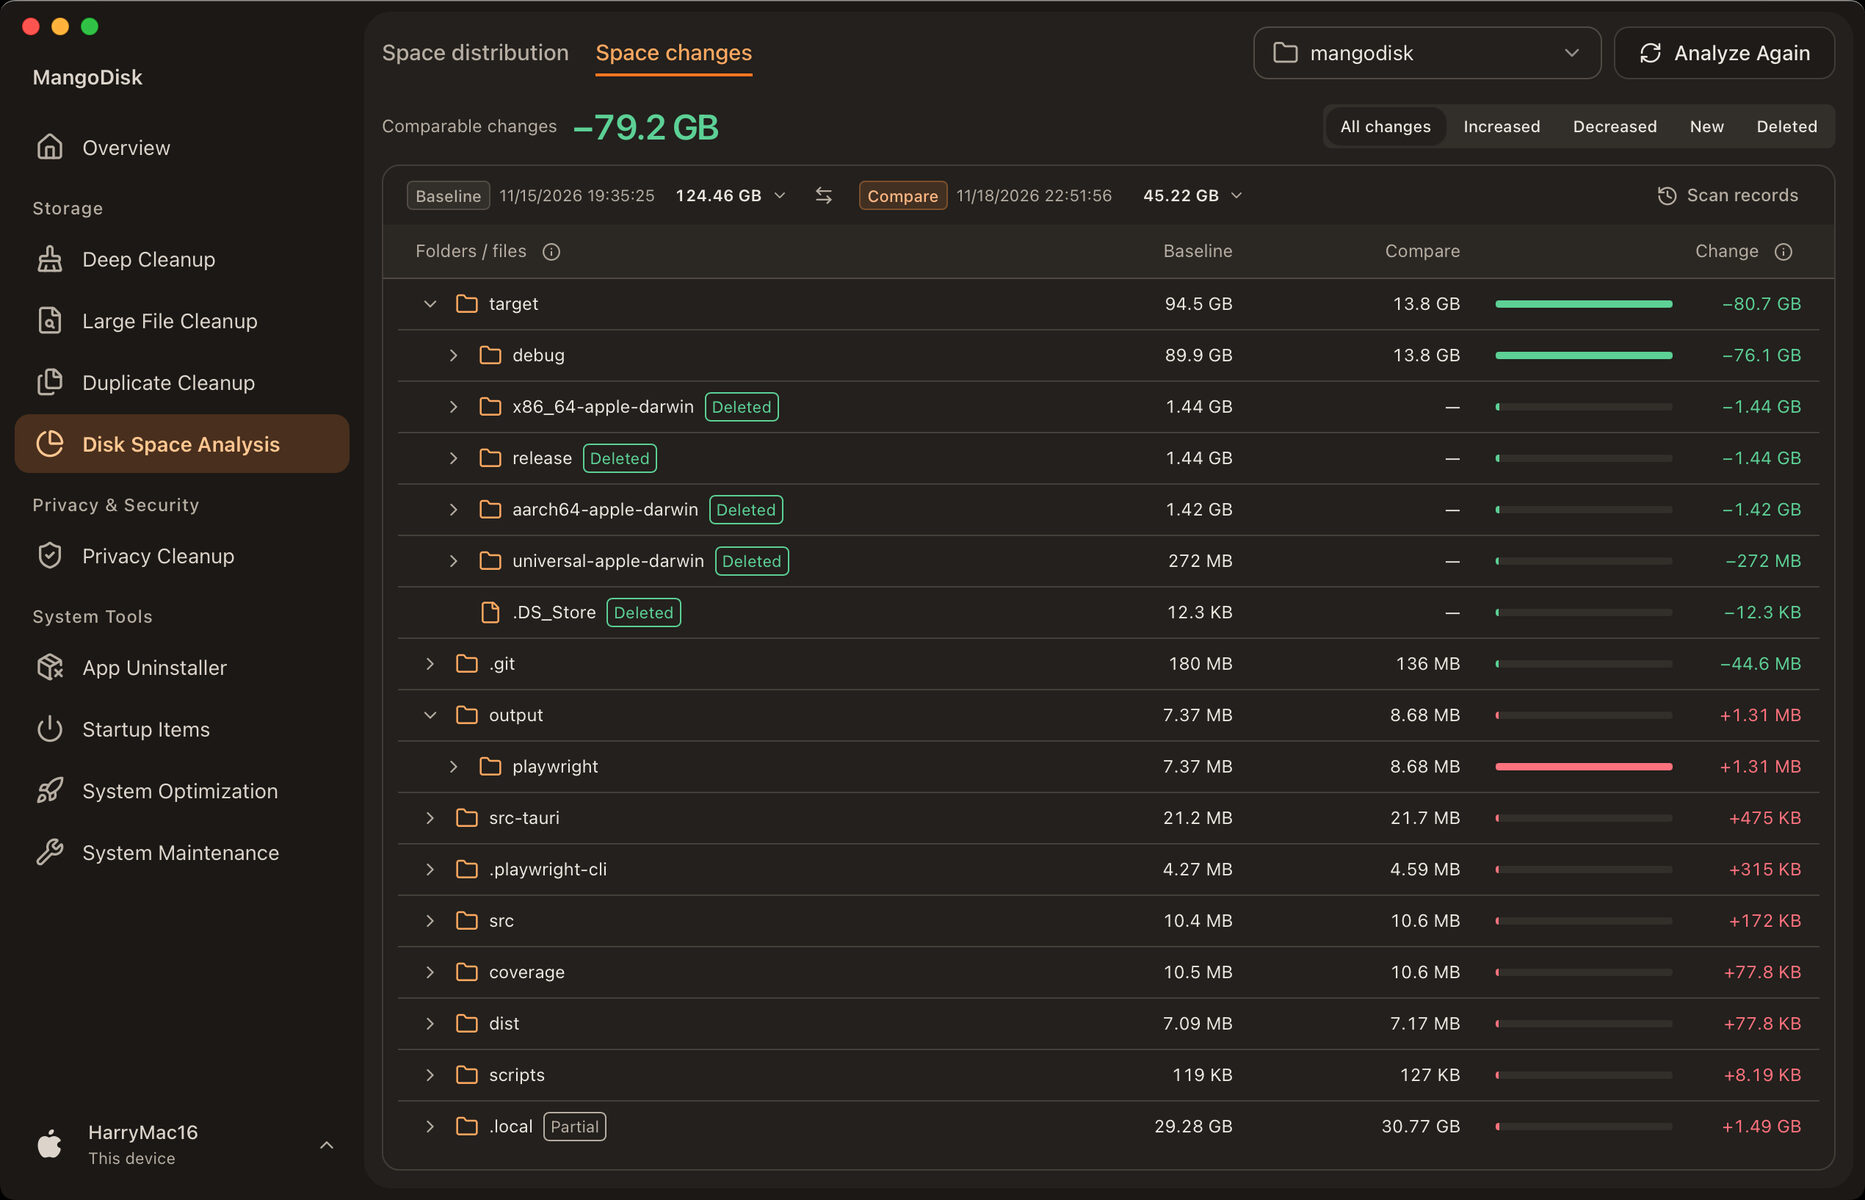 MangoDisk
Overview
Storage
Deep Cleanup
Large File Cleanup
Duplicate Cleanup
Disk Space Analysis
Privacy & Security
Privacy Cleanup
System Tools
App Uninstaller
Startup Items
System Optimization
System Maintenance
HarryMac16
This device
Space distribution Space changes mangodisk Analyze Again
Comparable changes −79.2 GB All changes Increased Decreased New Deleted
Baseline 11/15/2026 19:35:25 124.46 GB Compare 11/18/2026 22:51:56 45.22 GB Scan records
Folders / files Baseline Compare Change
target 94.5 GB 13.8 GB −80.7 GB
debug 89.9 GB 13.8 GB −76.1 GB
x86_64-apple-darwin Deleted 1.44 GB — −1.44 GB
release Deleted 1.44 GB — −1.44 GB
aarch64-apple-darwin Deleted 1.42 GB — −1.42 GB
universal-apple-darwin Deleted 272 MB — −272 MB
.DS_Store Deleted 12.3 KB — −12.3 KB
.git 180 MB 136 MB −44.6 MB
output 7.37 MB 8.68 MB +1.31 MB
playwright 7.37 MB 8.68 MB +1.31 MB
src-tauri 21.2 MB 21.7 MB +475 KB
.playwright-cli 4.27 MB 4.59 MB +315 KB
src 10.4 MB 10.6 MB +172 KB
coverage 10.5 MB 10.6 MB +77.8 KB
dist 7.09 MB 7.17 MB +77.8 KB
scripts 119 KB 127 KB +8.19 KB
.local Partial 29.28 GB 30.77 GB +1.49 GB